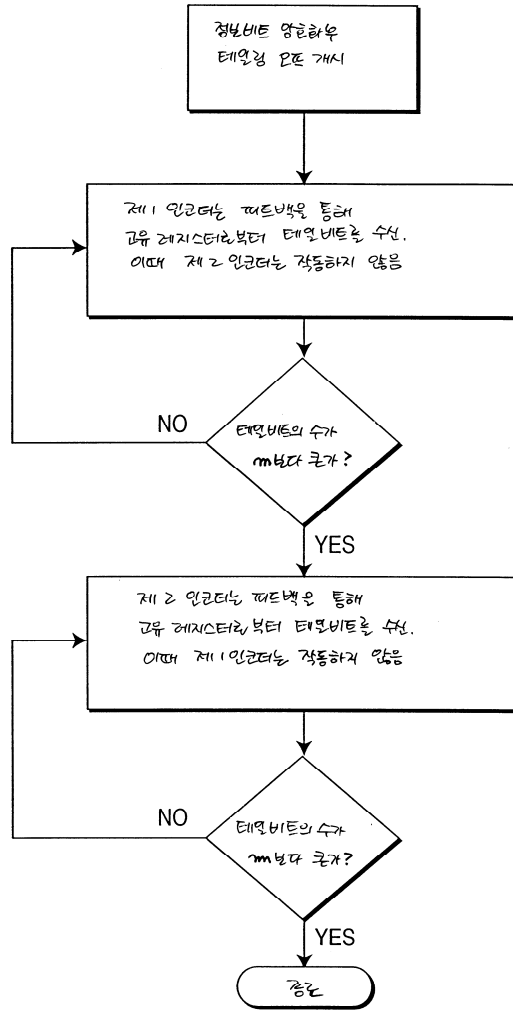 정보비트 암호화후
테일링 오프 개시
제 1 인코더는 피드백을 통해
고유 레지스터로부터 테일비트를 수신.
이때 제 2 인코더는 작동하지 않음
NO
테일비트의 수가
m보다 큰가?
YES
제 2 인코더는 피드백을 통해
고유 레지스터로부터 테일비트를 수신.
이때 제 1 인코더는 작동하지 않음
NO
테일비트의 수가
m보다 큰가?
YES
종료